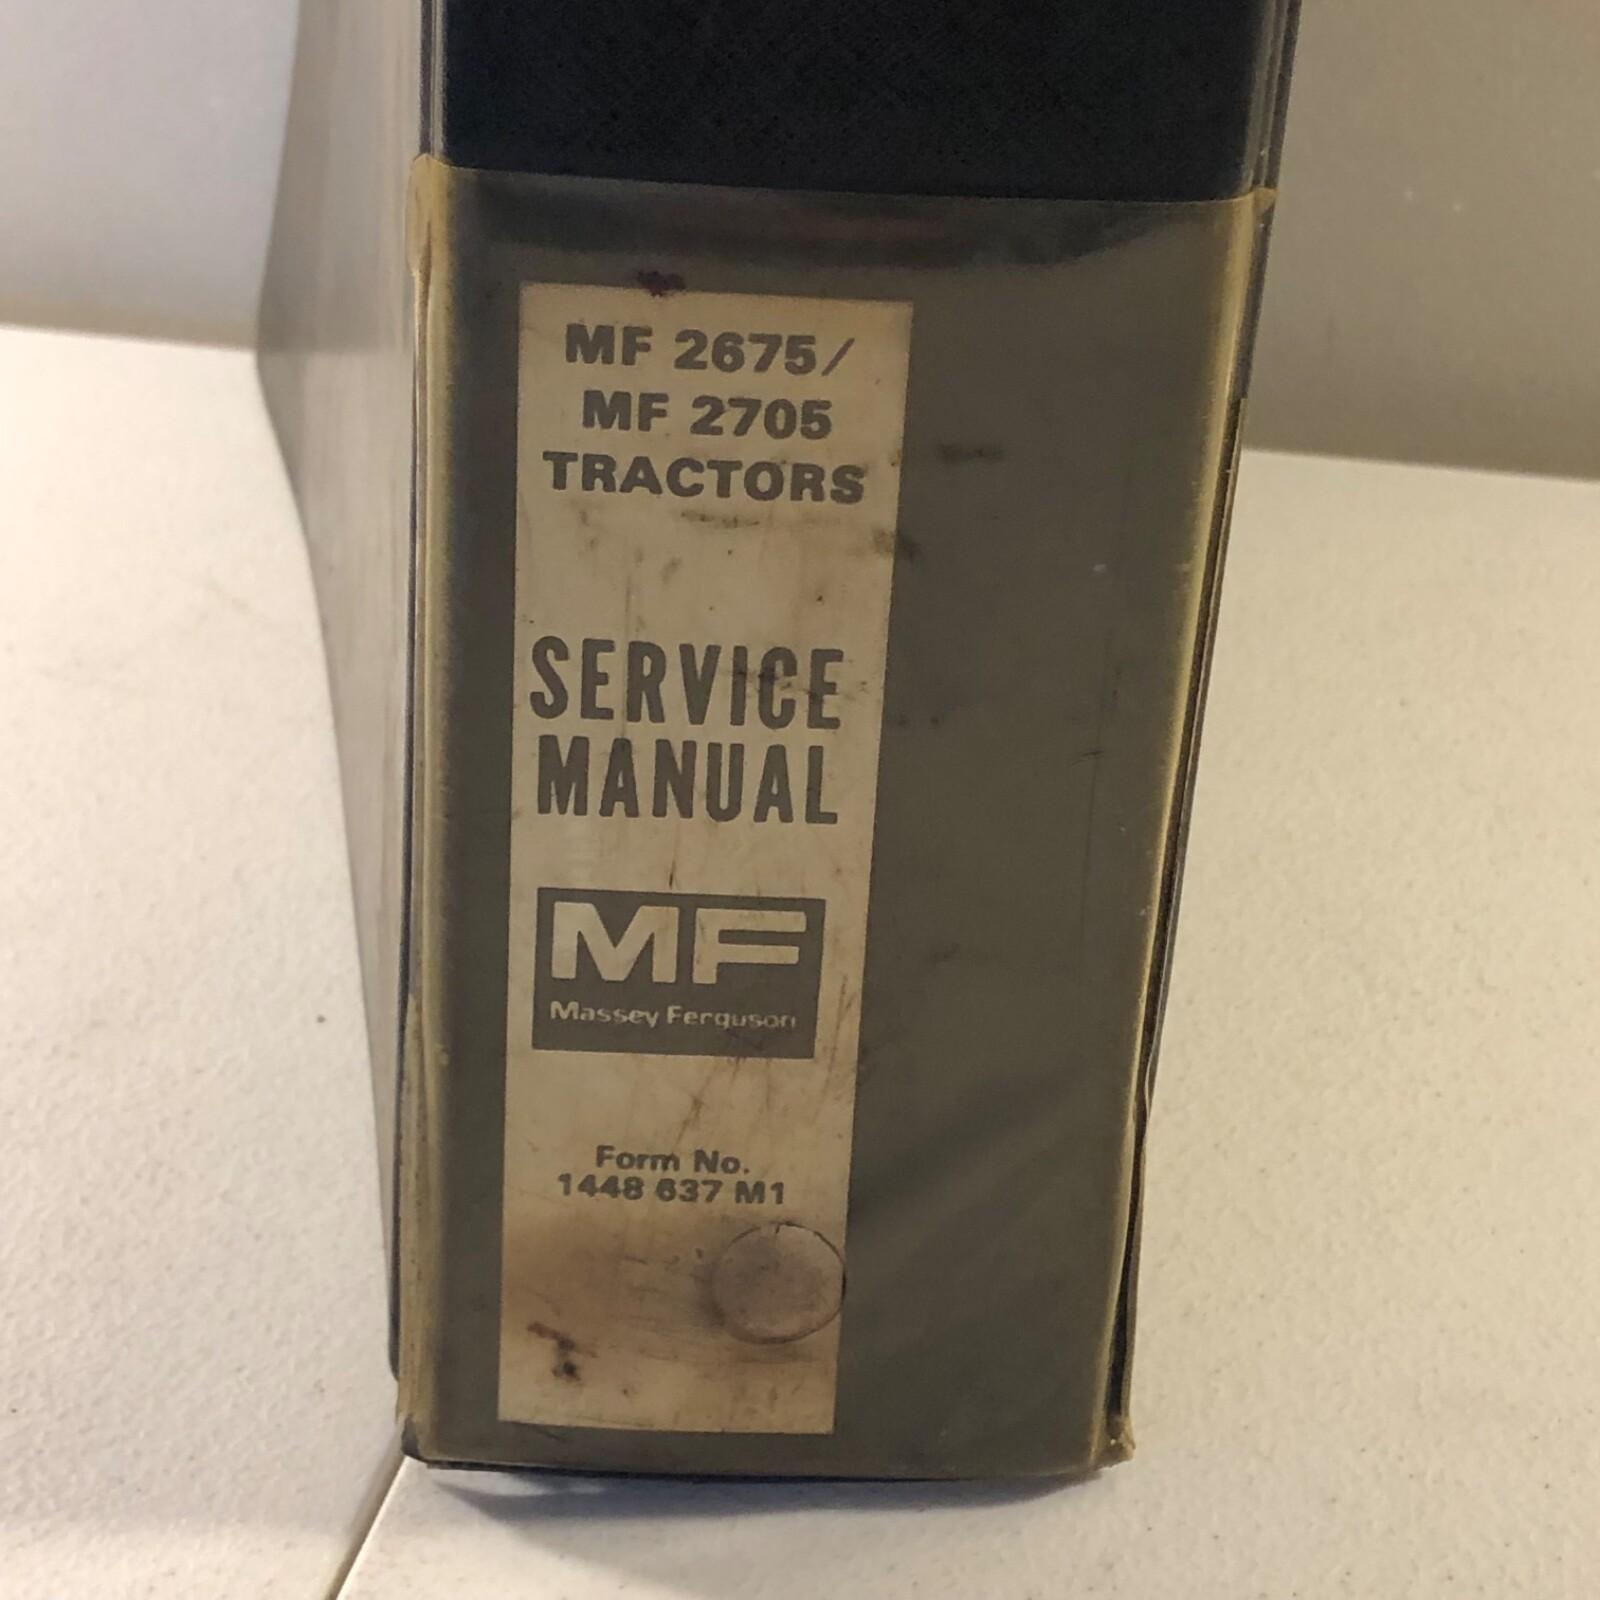 MF 2675/
MF 2705
TRACTORS
SERVICE
MANUAL
MF
Massey Ferguson
Form No.
1448 637 M1